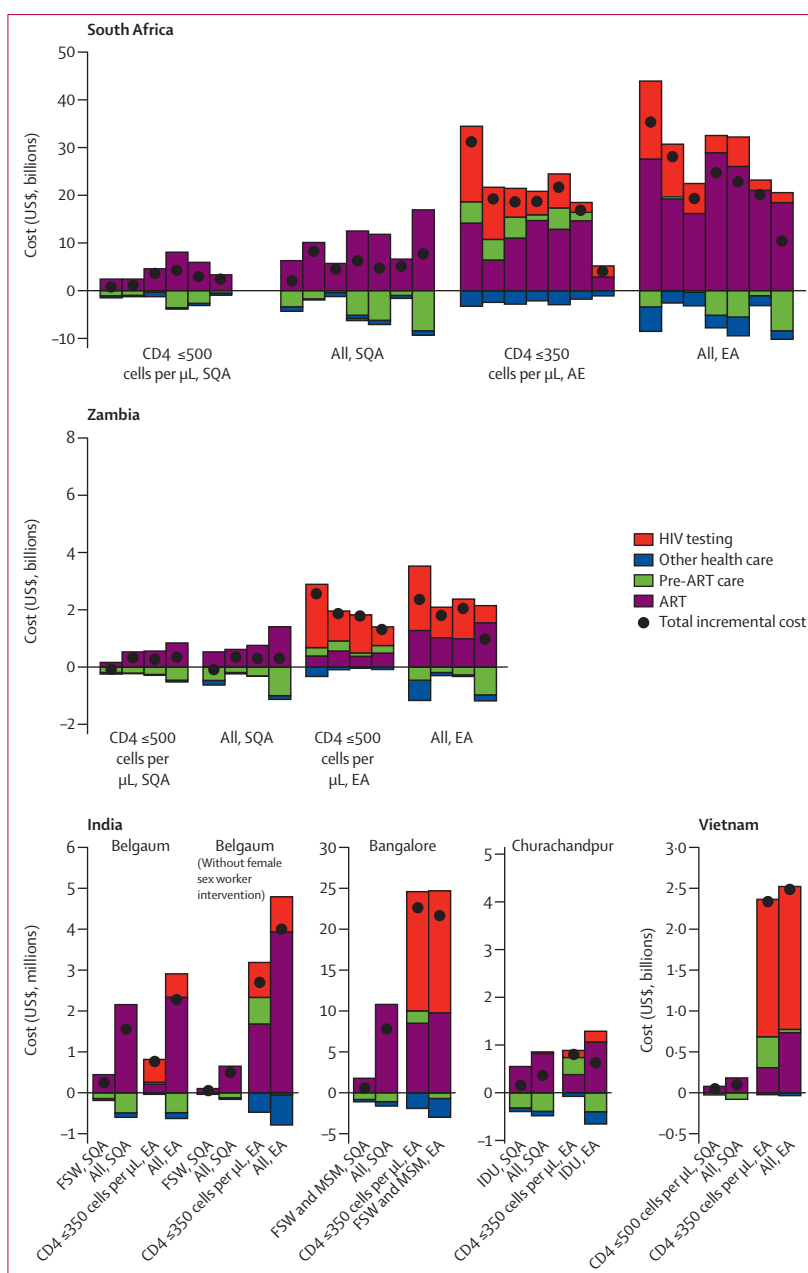 South Africa
50
40
30
20
10
0
–10
Cost (US$, billions)
CD4 ≤500
cells per µL, SQA
All, SQA
CD4 ≤350
cells per µL, AE
All, EA
Zambia
8
6
4
2
0
–2
Cost (US$, billions)
CD4 ≤500
cells per
µL, SQA
All, SQA
CD4 ≤500
cells per
µL, EA
All, EA
HIV testing
Other health care
Pre-ART care
ART
Total incremental cost
India
Belgaum
Belgaum
(Without female
sex worker
intervention)
6
5
4
3
2
1
0
–1
Cost (US$, millions)
FSW, SQA
All, SQA
CD4 ≤350 cells per µL, EA
All, EA
FSW, SQA
All, SQA
CD4 ≤350 cells per µL, EA
All, EA
Bangalore
30
25
20
15
10
5
0
–5
FSW and MSM, SQA
All, SQA
CD4 ≤350 cells per µL, EA
FSW and MSM, EA
Churachandpur
5
4
3
2
1
0
–1
IDU, SQA
All, SQA
CD4 ≤350 cells per µL, EA
IDU, EA
Vietnam
3·0
2·5
2·0
1·5
1·0
0·5
0
–0·5
Cost (US$, billions)
CD4 ≤500 cells per µL, SQA
All, SQA
CD4 ≤350 cells per µL, EA
All, EA